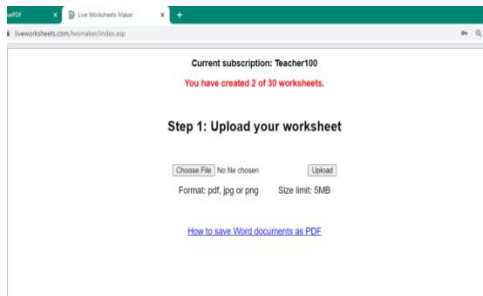 Live Worksheets Maker
liveworksheets.com/lwsmaker/index.asp
Current subscription: Teacher100
You have created 2 of 30 worksheets.
Step 1: Upload your worksheet
Choose File No file chosen Upload
Format: pdf, jpg or png Size limit: 5MB
How to save Word documents as PDF